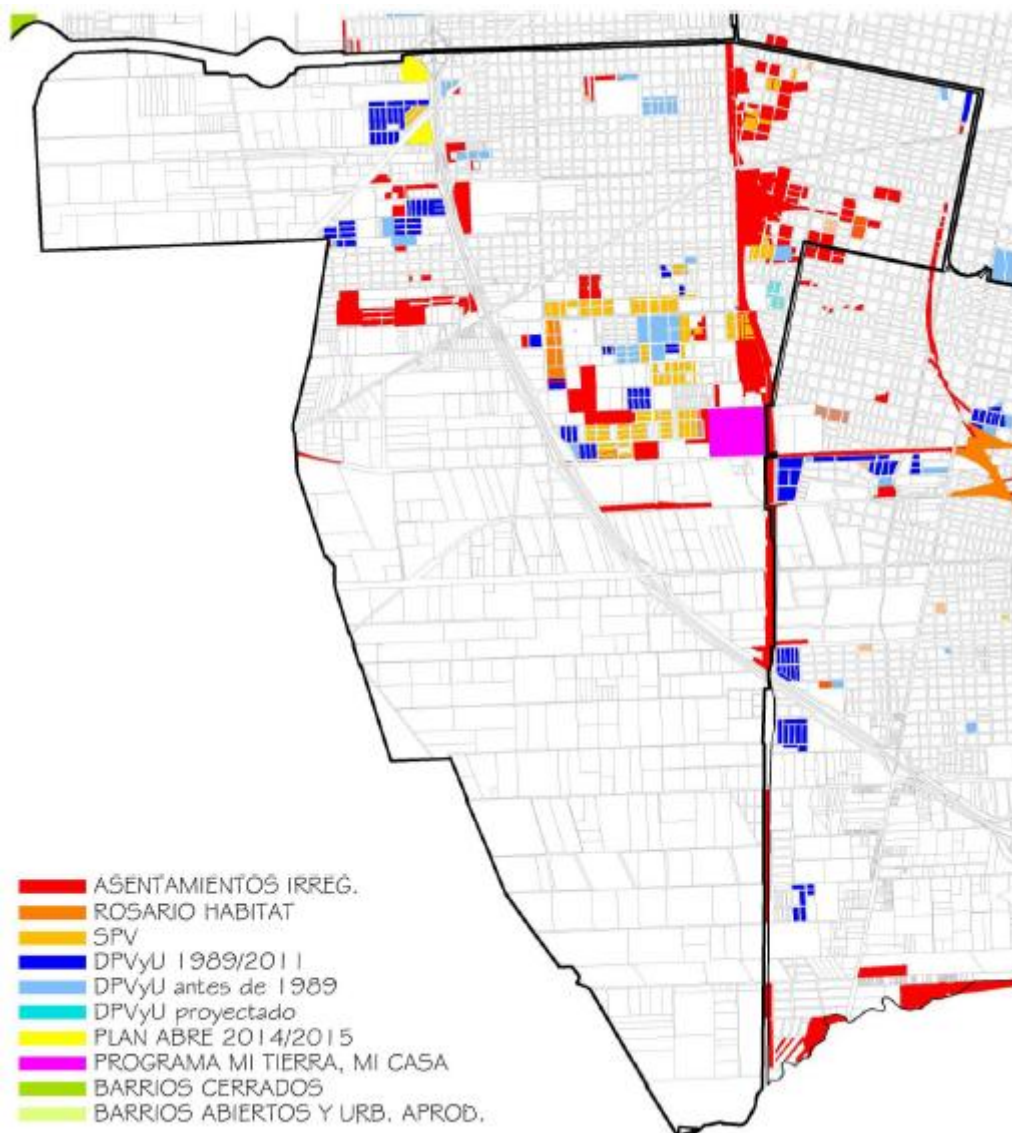 ASENTAMIENTOS IRREG.
ROSARIO HABITAT
SPV
DPVyU 1989/2011
DPVyU antes de 1989
DPVyU proyectado
PLAN ABRE 2014/2015
PROGRAMA MI TIERRA, MI CASA
BARRIOS CERRADOS
BARRIOS ABIERTOS Y URB. APROB.